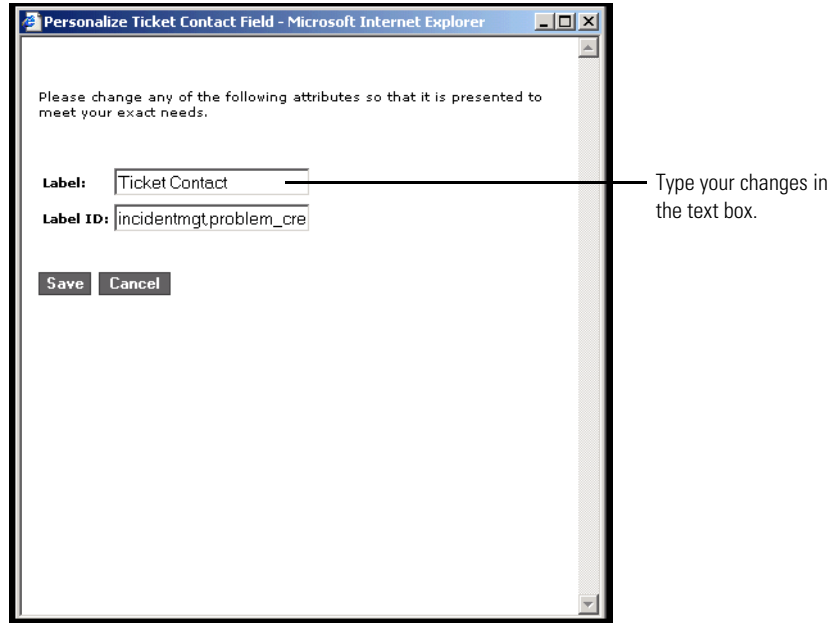 Personalize Ticket Contact Field - Microsoft Internet Explorer
Please change any of the following attributes so that it is presented to
meet your exact needs.
Label: Ticket Contact
Type your changes in
the text box.
Label ID: incidentmgt,problem_cre
Save Cancel